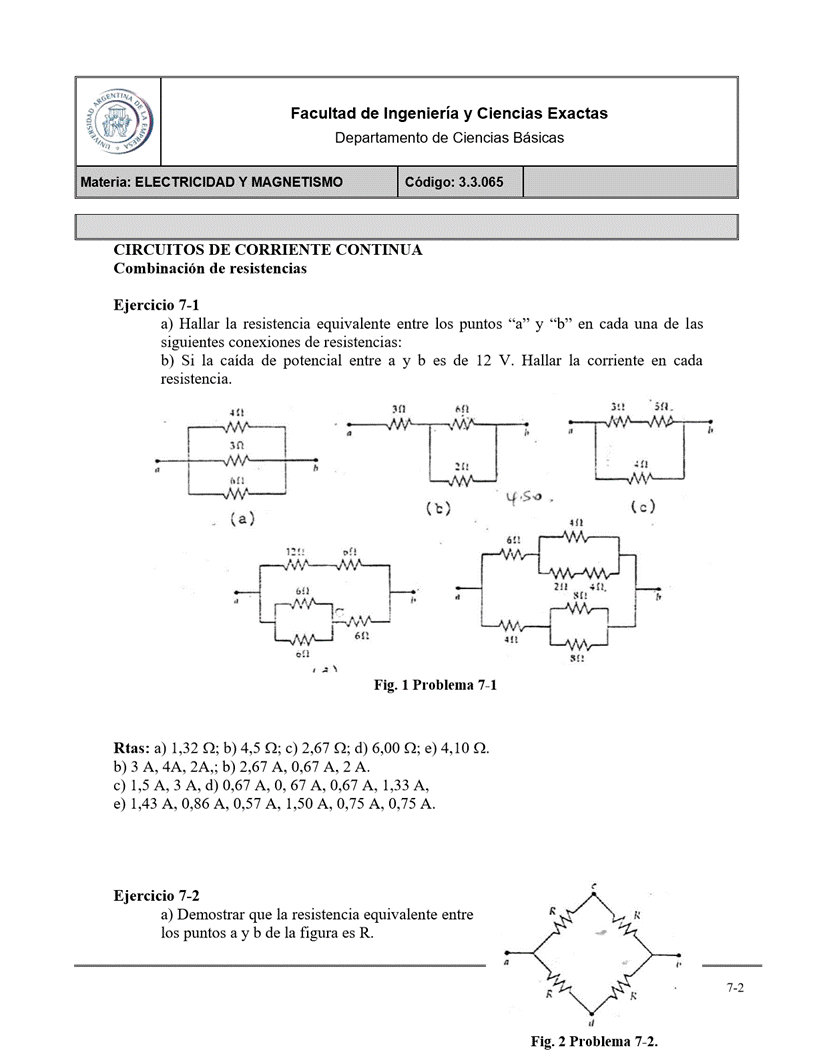 UNIVERSIDAD ARGENTINA DE LA EMPRESA
Facultad de Ingeniería y Ciencias Exactas
Departamento de Ciencias Básicas
Materia: ELECTRICIDAD Y MAGNETISMO
Código: 3.3.065
CIRCUITOS DE CORRIENTE CONTINUA
Combinación de resistencias
Ejercicio 7-1
a) Hallar la resistencia equivalente entre los puntos “a” y “b” en cada una de las
siguientes conexiones de resistencias:
b) Si la caída de potencial entre a y b es de 12 V. Hallar la corriente en cada
resistencia.
4Ω
3Ω
6Ω
a
b
(a)
3Ω
6Ω
a
b
2Ω
4.50.
(b)
3Ω 5Ω
a
b
4Ω
(c)
12Ω
6Ω
a
b
6Ω
6Ω
6Ω
4Ω
6Ω
2Ω 4Ω
a
b
8Ω
4Ω
8Ω
Fig. 1 Problema 7-1
Rtas: a) 1,32 Ω; b) 4,5 Ω; c) 2,67 Ω; d) 6,00 Ω; e) 4,10 Ω.
b) 3 A, 4A, 2A,; b) 2,67 A, 0,67 A, 2 A.
c) 1,5 A, 3 A, d) 0,67 A, 0, 67 A, 0,67 A, 1,33 A,
e) 1,43 A, 0,86 A, 0,57 A, 1,50 A, 0,75 A, 0,75 A.
Ejercicio 7-2
a) Demostrar que la resistencia equivalente entre
los puntos a y b de la figura es R.
c
R
R
a
R
R
d
7-2
Fig. 2 Problema 7-2.